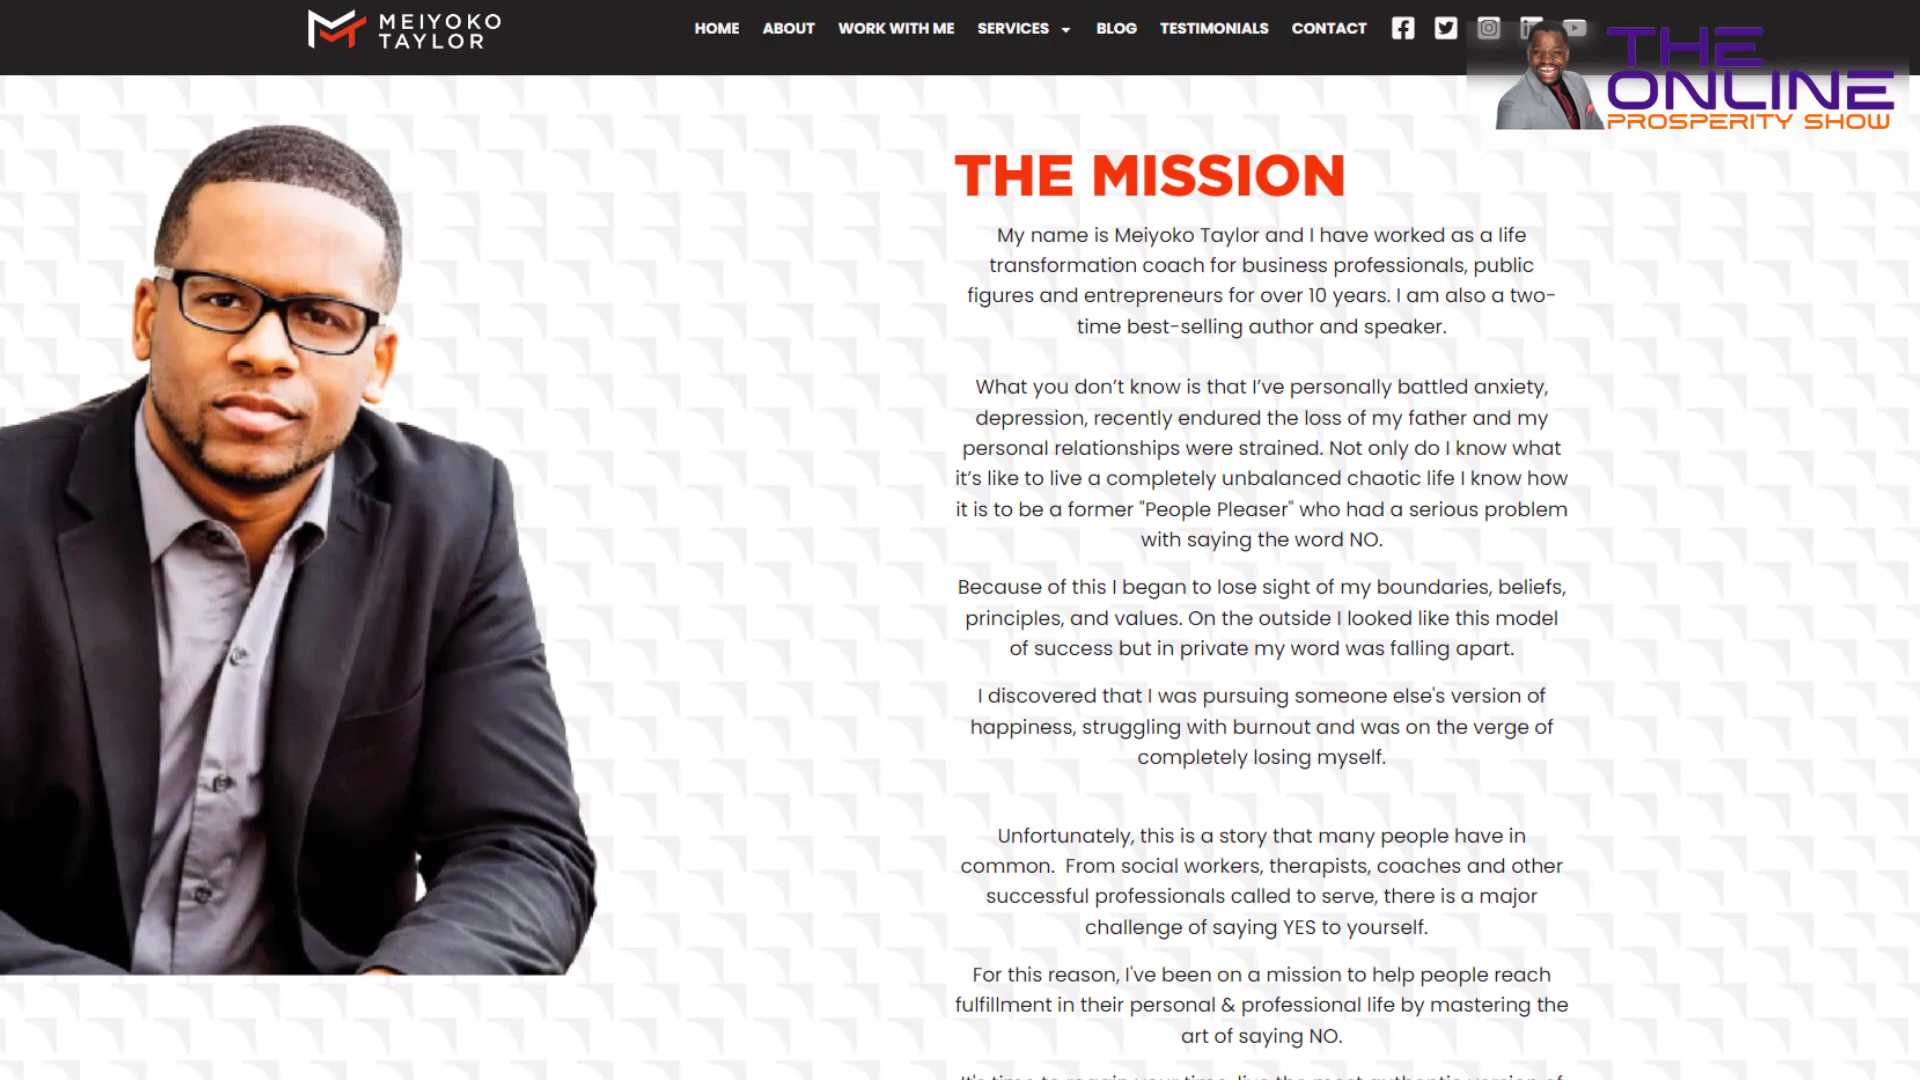 MEIYOKO
TAYLOR
HOME ABOUT WORK WITH ME SERVICES BLOG TESTIMONIALS CONTACT
THE
ONLINE
PROSPERITY SHOW
THE MISSION
My name is Meiyoko Taylor and I have worked as a life
transformation coach for business professionals, public
figures and entrepreneurs for over 10 years. I am also a two-
time best-selling author and speaker.
What you don’t know is that I’ve personally battled anxiety,
depression, recently endured the loss of my father and my
personal relationships were strained. Not only do I know what
it’s like to live a completely unbalanced chaotic life I know how
it is to be a former "People Pleaser" who had a serious problem
with saying the word NO.
Because of this I began to lose sight of my boundaries, beliefs,
principles, and values. On the outside I looked like this model
of success but in private my word was falling apart.
I discovered that I was pursuing someone else's version of
happiness, struggling with burnout and was on the verge of
completely losing myself.
Unfortunately, this is a story that many people have in
common. From social workers, therapists, coaches and other
successful professionals called to serve, there is a major
challenge of saying YES to yourself.
For this reason, I've been on a mission to help people reach
fulfillment in their personal & professional life by mastering the
art of saying NO.